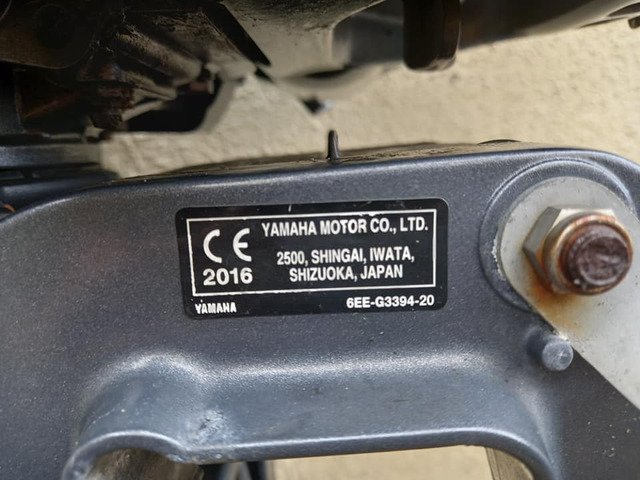 CE
2016
YAMAHA MOTOR CO., LTD.
2500, SHINGAI, IWATA,
SHIZUOKA, JAPAN
YAMAHA
6EE-G3394-20